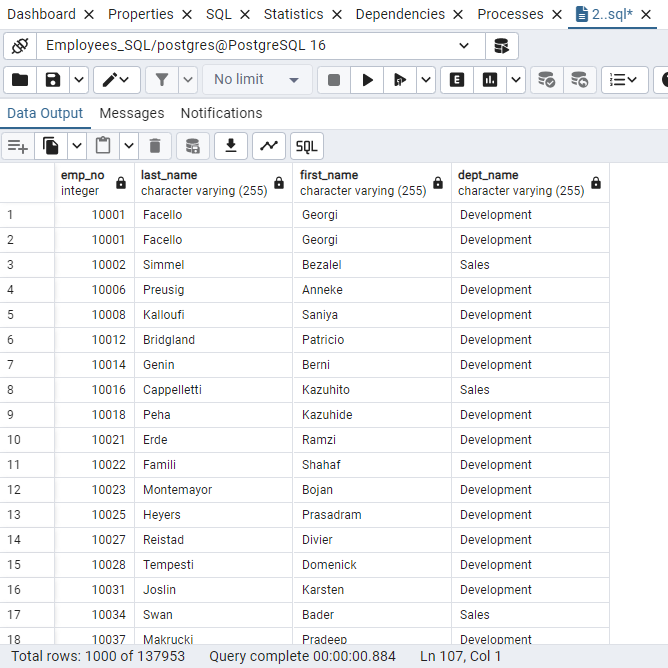 Dashboard × Properties × SQL × Statistics × Dependencies × Processes × 2..sql* ×
Employees_SQL/postgres@PostgreSQL 16
No limit E
Data Output Messages Notifications
SQL
emp_no last_name first_name dept_name
integer character varying (255) character varying (255) character varying (255)
1 10001 Facello Georgi Development
2 10001 Facello Georgi Development
3 10002 Simmel Bezalel Sales
4 10006 Preusig Anneke Development
5 10008 Kalloufi Saniya Development
6 10012 Bridgland Patricio Development
7 10014 Genin Berni Development
8 10016 Cappelletti Kazuhito Sales
9 10018 Peha Kazuhide Development
10 10021 Erde Ramzi Development
11 10022 Famili Shahaf Development
12 10023 Montemayor Bojan Development
13 10025 Heyers Prasadram Development
14 10027 Reistad Divier Development
15 10028 Tempesti Domenick Development
16 10031 Joslin Karsten Development
17 10034 Swan Bader Sales
18 10037 Makrucki Pradeep Development
Total rows: 1000 of 137953 Query complete 00:00:00.884 Ln 107, Col 1